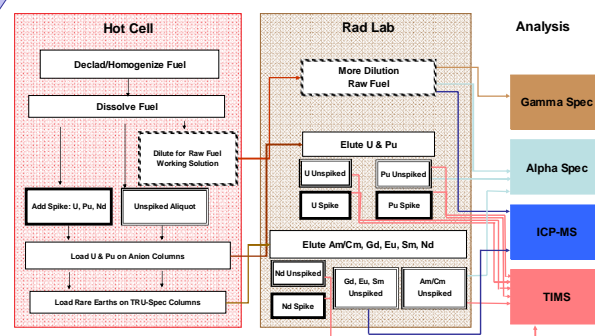 Hot Cell
Declad/Homogenize Fuel
Dissolve Fuel
Dilute for Raw Fuel
Working Solution
Add Spike: U, Pu, Nd
Unspiked Aliquot
Load U & Pu on Anion Columns
Load Rare Earths on TRU-Spec Columns
Rad Lab
More Dilution
Raw Fuel
Elute U & Pu
U Unspiked
Pu Unspiked
U Spike
Pu Spike
Elute Am/Cm, Gd, Eu, Sm, Nd
Nd Unspiked
Nd Spike
Gd, Eu, Sm
Unspiked
Am/Cm
Unspiked
Analysis
Gamma Spec
Alpha Spec
ICP-MS
TIMS